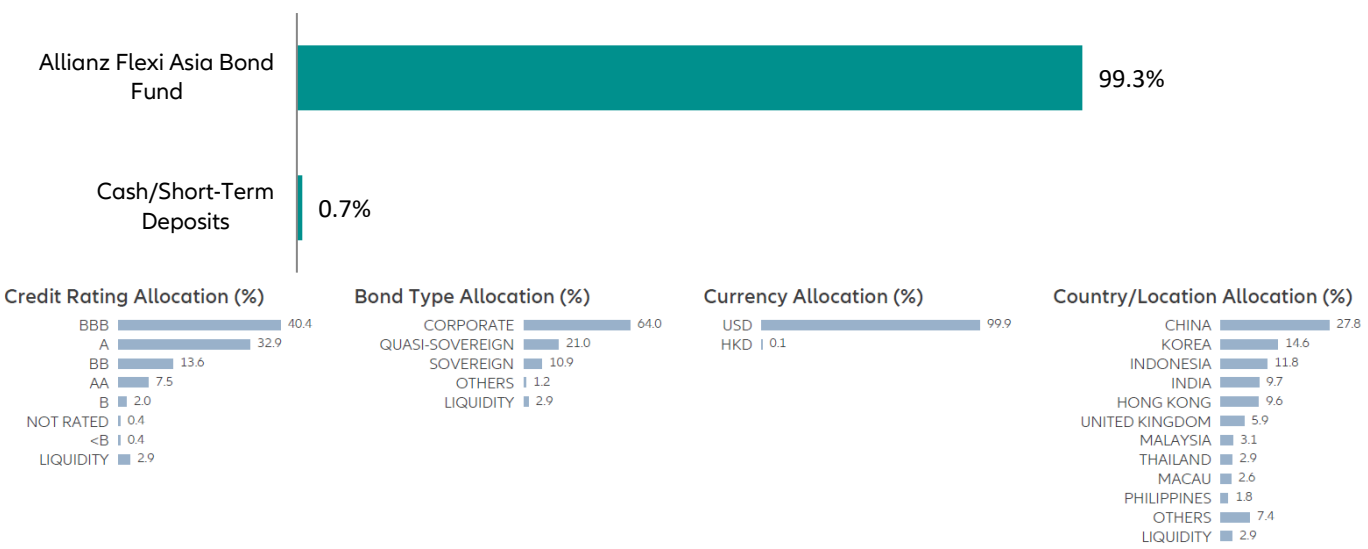 Allianz Flexi Asia Bond
Fund
99.3%
Cash/Short-Term
Deposits
0.7%
Credit Rating Allocation (%)
BBB 40.4
A 32.9
BB 13.6
AA 7.5
B 2.0
NOT RATED 0.4
<B 0.4
LIQUIDITY 2.9
Bond Type Allocation (%)
CORPORATE 64.0
QUASI-SOVEREIGN 21.0
SOVEREIGN 10.9
OTHERS 1.2
LIQUIDITY 2.9
Currency Allocation (%)
USD 99.9
HKD 0.1
Country/Location Allocation (%)
CHINA 27.8
KOREA 14.6
INDONESIA 11.8
INDIA 9.7
HONG KONG 9.6
UNITED KINGDOM 5.9
MALAYSIA 3.1
THAILAND 2.9
MACAU 2.6
PHILIPPINES 1.8
OTHERS 7.4
LIQUIDITY 2.9